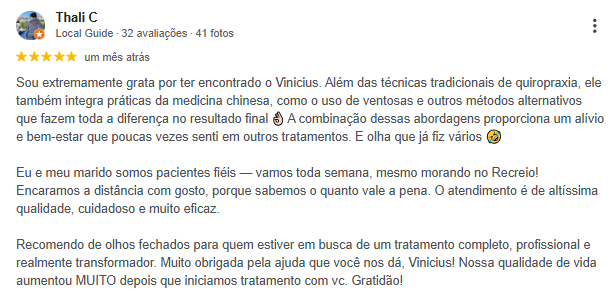 Thali C
Local Guide · 32 avaliações · 41 fotos
um mês atrás
Sou extremamente grata por ter encontrado o Vinicius. Além das técnicas tradicionais de quiropraxia, ele
também integra práticas da medicina chinesa, como o uso de ventosas e outros métodos alternativos
que fazem toda a diferença no resultado final 👌🏻 A combinação dessas abordagens proporciona um alívio
e bem-estar que poucas vezes senti em outros tratamentos. E olha que já fiz vários 🤣
Eu e meu marido somos pacientes fiéis — vamos toda semana, mesmo morando no Recreio!
Encaramos a distância com gosto, porque sabemos o quanto vale a pena. O atendimento é de altíssima
qualidade, cuidadoso e muito eficaz.
Recomendo de olhos fechados para quem estiver em busca de um tratamento completo, profissional e
realmente transformador. Muito obrigada pela ajuda que você nos dá, Vinicius! Nossa qualidade de vida
aumentou MUITO depois que iniciamos tratamento com vc. Gratidão!